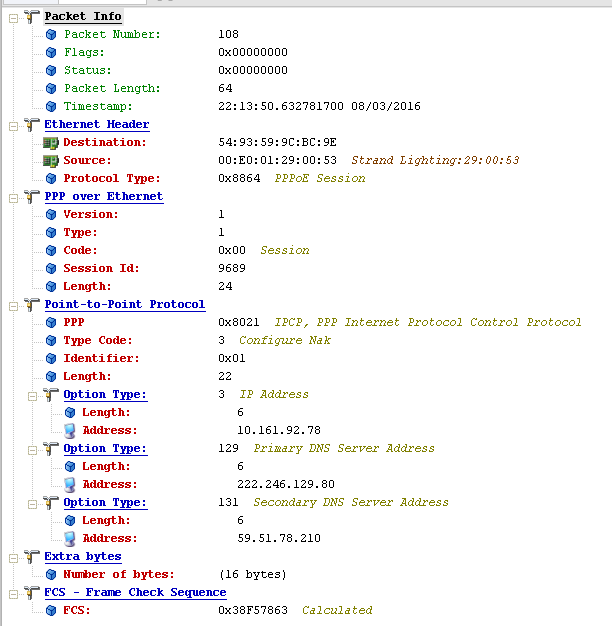 Packet Info
Packet Number: 108
Flags: 0x00000000
Status: 0x00000000
Packet Length: 64
Timestamp: 22:13:50.632781700 08/03/2016
Ethernet Header
Destination: 54:93:59:9C:BC:9E
Source: 00:E0:01:29:00:53 Strand Lighting:29:00:53
Protocol Type: 0x8864 PPPoE Session
PPP over Ethernet
Version: 1
Type: 1
Code: 0x00 Session
Session Id: 9689
Length: 24
Point-to-Point Protocol
PPP 0x8021 IPCP, PPP Internet Protocol Control Protocol
Type Code: 3 Configure Nak
Identifier: 0x01
Length: 22
Option Type: 3 IP Address
Length: 6
Address: 10.161.92.78
Option Type: 129 Primary DNS Server Address
Length: 6
Address: 222.246.129.80
Option Type: 131 Secondary DNS Server Address
Length: 6
Address: 59.51.78.210
Extra bytes
Number of bytes: (16 bytes)
FCS - Frame Check Sequence
FCS: 0x38F57863 Calculated